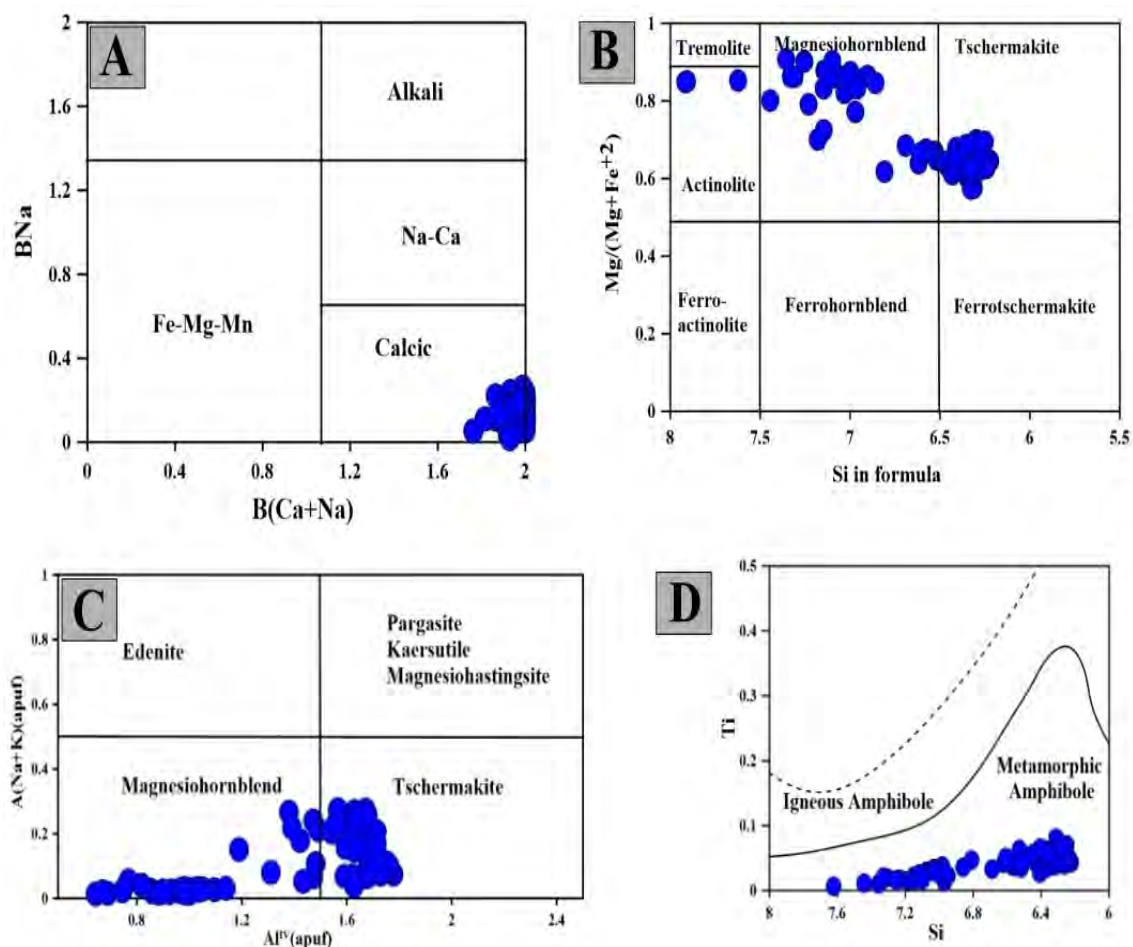 A
2
1.6
1.2
0.8
0.4
0
BNa
Alkali
Na-Ca
Fe-Mg-Mn
Calcic
0
0.4
0.8
1.2
1.6
2
B(Ca+Na)
B
1
0.8
0.6
0.4
0.2
0
Mg/(Mg+Fe+2)
Tremolite
Magnesiohornblend
Tschermakite
Actinolite
Ferro-
actinolite
Ferrohornblend
Ferrotschermakite
8
7.5
7
6.5
6
5.5
Si in formula
C
1
0.8
0.6
0.4
0.2
0
A(Na+K)(apuf)
Edenite
Pargasite
Kaersutile
Magnesiohastingsite
Magnesiohornblend
Tschermakite
0.8
1.2
1.6
2
2.4
AlIV(apuf)
D
0.5
0.4
0.3
0.2
0.1
0
Ti
Igneous Amphibole
Metamorphic
Amphibole
8
7.6
7.2
6.8
6.4
6
Si